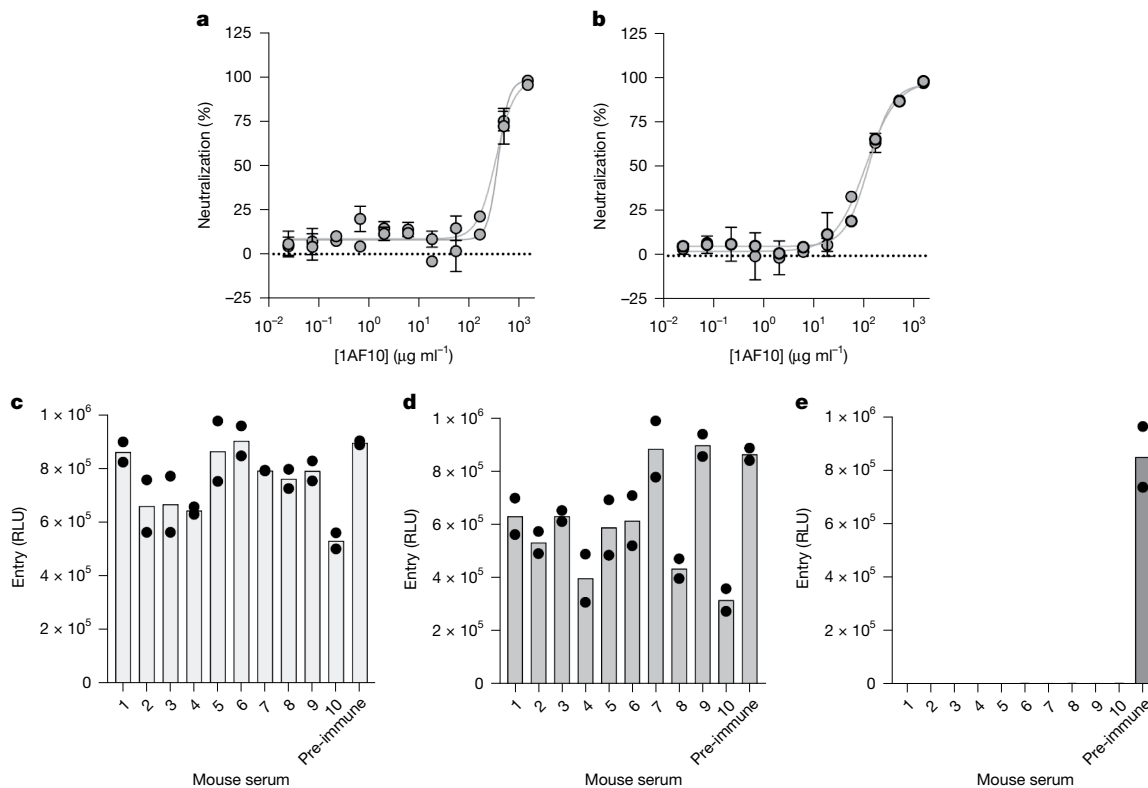 a
125
100
75
50
25
0
−25
Neutralization (%)
10⁻² 10⁻¹ 10⁰ 10¹ 10² 10³
[1AF10] (μg ml⁻¹)
b
125
100
75
50
25
0
−25
Neutralization (%)
10⁻² 10⁻¹ 10⁰ 10¹ 10² 10³
[1AF10] (μg ml⁻¹)
c
1 × 10⁶
8 × 10⁵
6 × 10⁵
4 × 10⁵
2 × 10⁵
0
Entry (RLU)
1 2 3 4 5 6 7 8 9 10 Pre-immune
Mouse serum
d
1 × 10⁶
8 × 10⁵
6 × 10⁵
4 × 10⁵
2 × 10⁵
0
Entry (RLU)
1 2 3 4 5 6 7 8 9 10 Pre-immune
Mouse serum
e
1 × 10⁶
8 × 10⁵
6 × 10⁵
4 × 10⁵
2 × 10⁵
0
Entry (RLU)
1 2 3 4 5 6 7 8 9 10 Pre-immune
Mouse serum